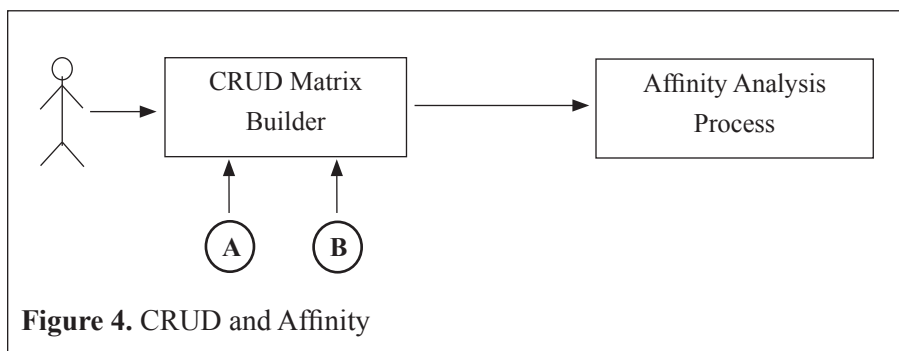 CRUD Matrix
Builder
Affinity Analysis
Process
A
B
Figure 4. CRUD and Affinity